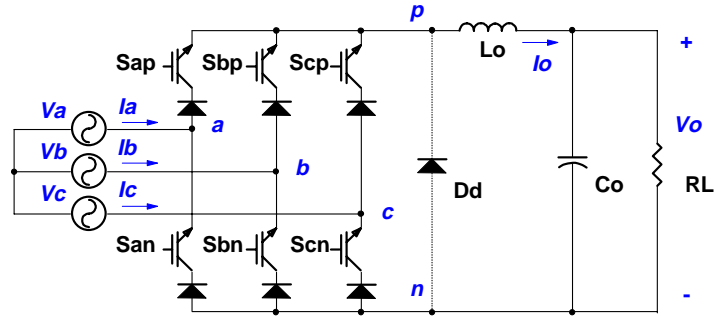 p
Lo
Io
+
Sap
Sbp
Scp
Va
Ia
a
Vb
Ib
b
Vc
Ic
c
Dd
Co
Vo
RL
San
Sbn
Scn
n
-